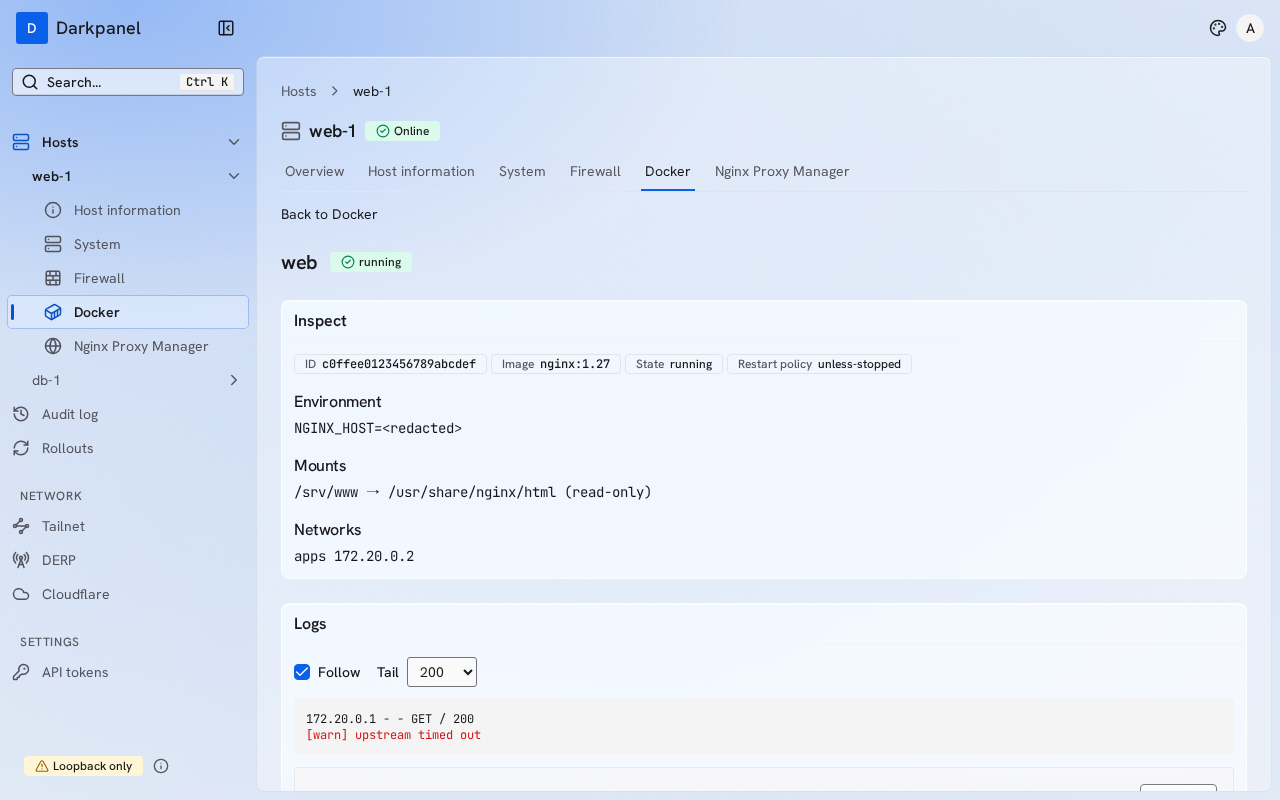 D Darkpanel
A
Search... Ctrl K
Hosts
web-1
Host information
System
Firewall
Docker
Nginx Proxy Manager
db-1
Audit log
Rollouts
NETWORK
Tailnet
DERP
Cloudflare
SETTINGS
API tokens
Loopback only
Hosts web-1
web-1 Online
Overview Host information System Firewall Docker Nginx Proxy Manager
Back to Docker
web running
Inspect
ID c0ffee0123456789abcdef Image nginx:1.27 State running Restart policy unless-stopped
Environment
NGINX_HOST=<redacted>
Mounts
/srv/www → /usr/share/nginx/html (read-only)
Networks
apps 172.20.0.2
Logs
Follow Tail 200
172.20.0.1 - - GET / 200
[warn] upstream timed out